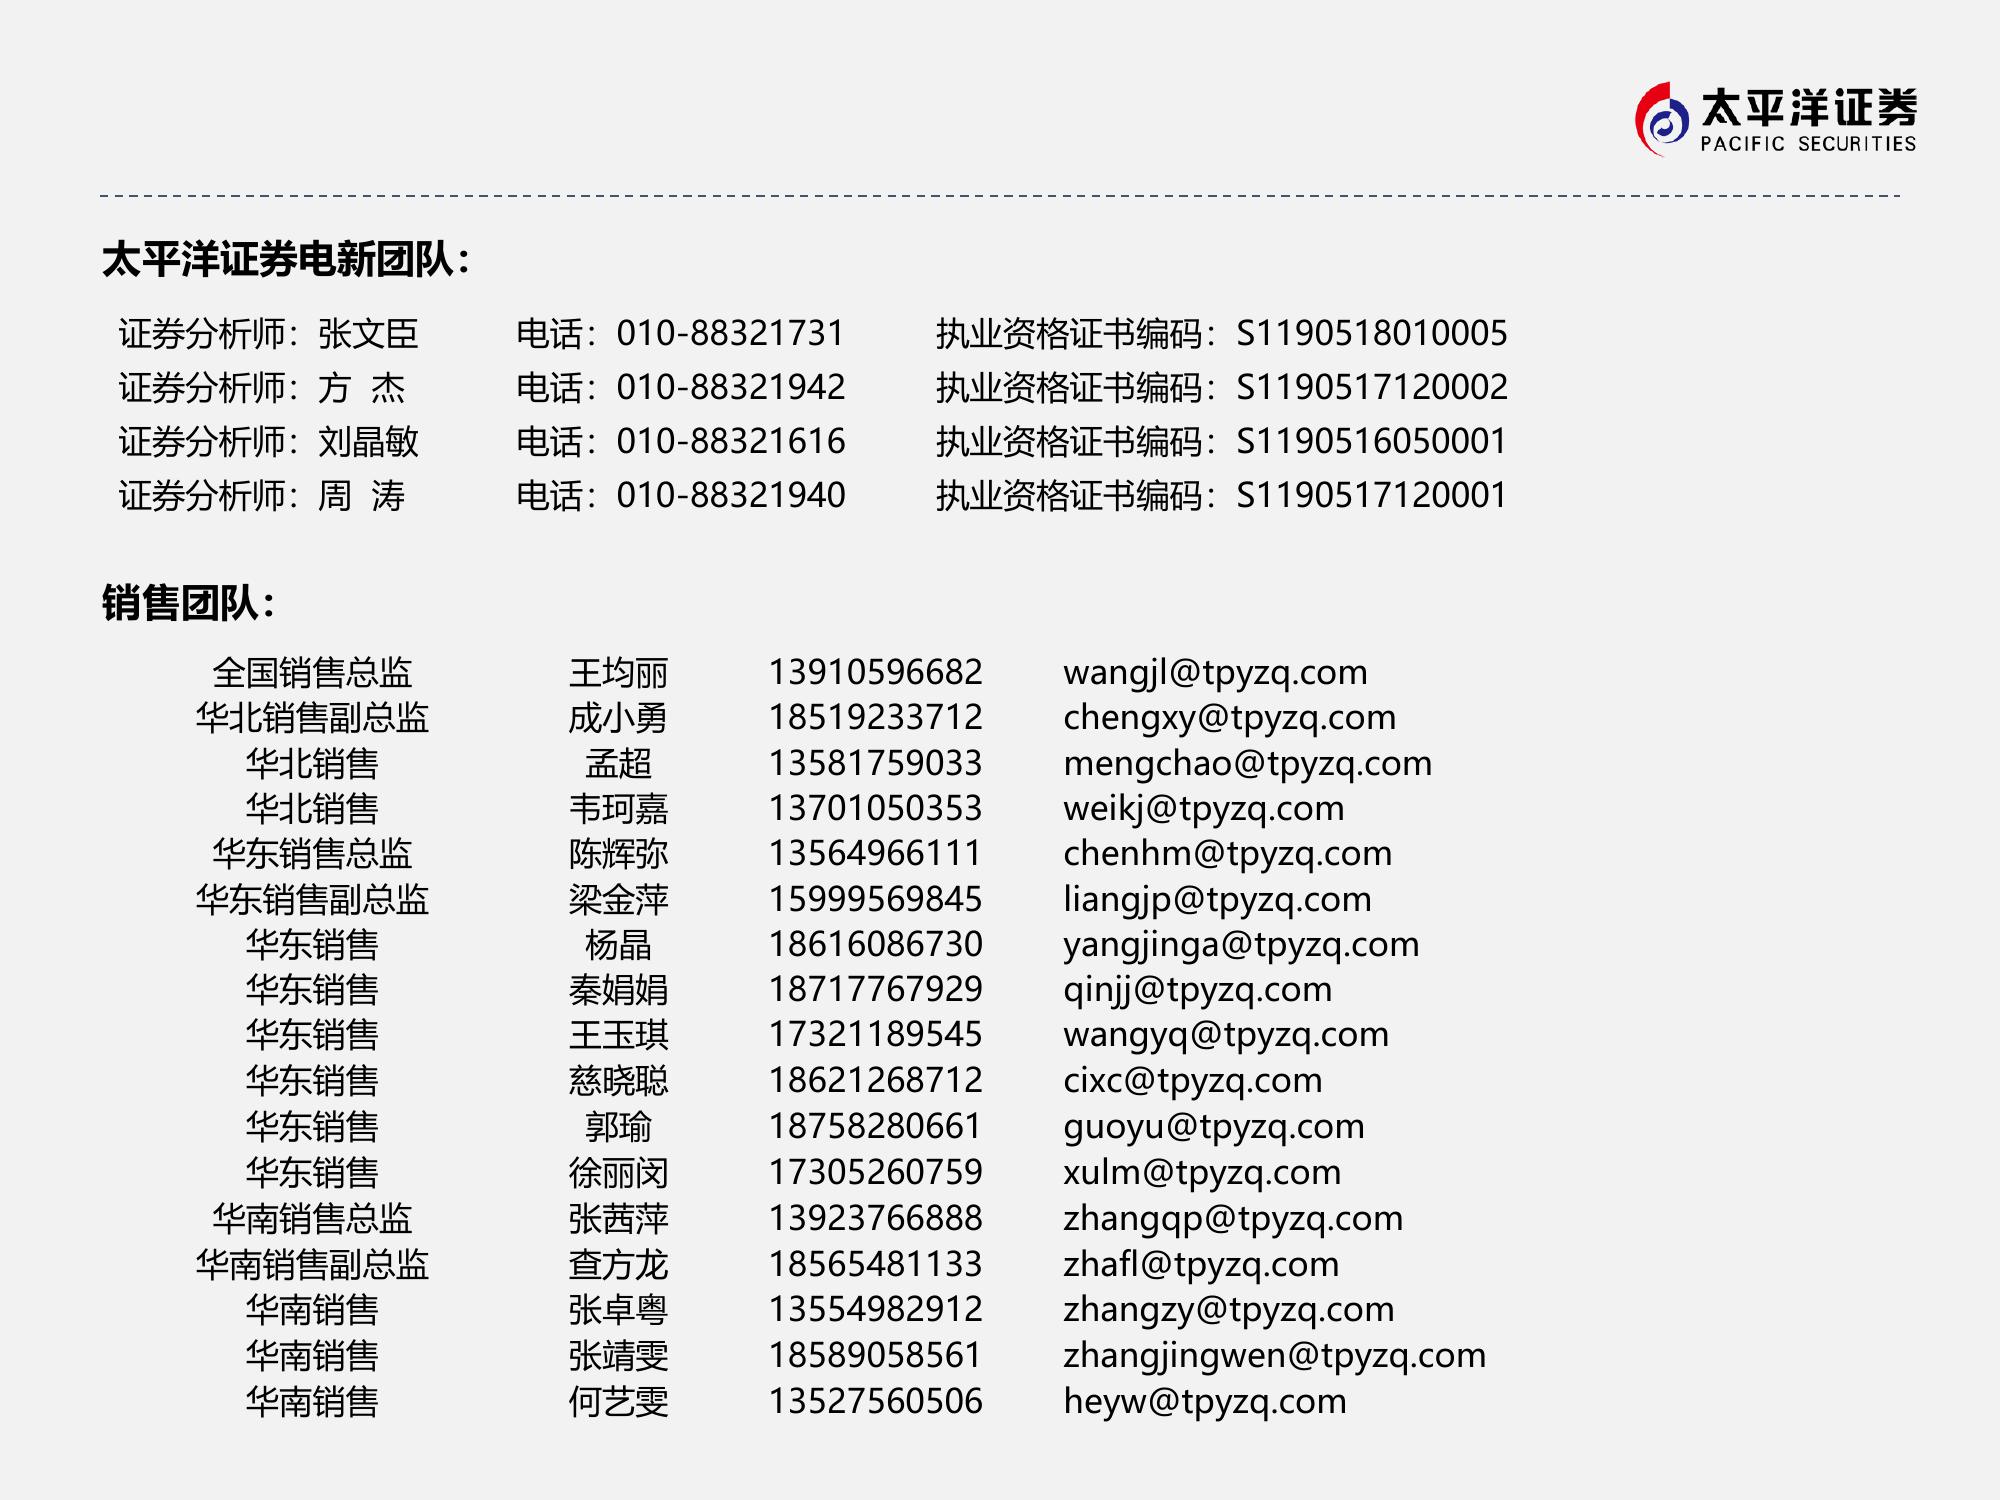 太平洋证券
PACIFIC SECURITIES
太平洋证券电新团队：
证券分析师：张文臣 电话：010-88321731 执业资格证书编码：S1190518010005
证券分析师：方 杰 电话：010-88321942 执业资格证书编码：S1190517120002
证券分析师：刘晶敏 电话：010-88321616 执业资格证书编码：S1190516050001
证券分析师：周 涛 电话：010-88321940 执业资格证书编码：S1190517120001
销售团队：
全国销售总监 王均丽 13910596682 wangjl@tpyzq.com
华北销售副总监 成小勇 18519233712 chengxy@tpyzq.com
华北销售 孟超 13581759033 mengchao@tpyzq.com
华北销售 韦珂嘉 13701050353 weikj@tpyzq.com
华东销售总监 陈辉弥 13564966111 chenhm@tpyzq.com
华东销售副总监 梁金萍 15999569845 liangjp@tpyzq.com
华东销售 杨晶 18616086730 yangjinga@tpyzq.com
华东销售 秦娟娟 18717767929 qinjj@tpyzq.com
华东销售 王玉琪 17321189545 wangyq@tpyzq.com
华东销售 慈晓聪 18621268712 cixc@tpyzq.com
华东销售 郭瑜 18758280661 guoyu@tpyzq.com
华东销售 徐丽闵 17305260759 xulm@tpyzq.com
华南销售总监 张茜萍 13923766888 zhangqp@tpyzq.com
华南销售副总监 查方龙 18565481133 zhafl@tpyzq.com
华南销售 张卓粤 13554982912 zhangzy@tpyzq.com
华南销售 张靖雯 18589058561 zhangjingwen@tpyzq.com
华南销售 何艺雯 13527560506 heyw@tpyzq.com